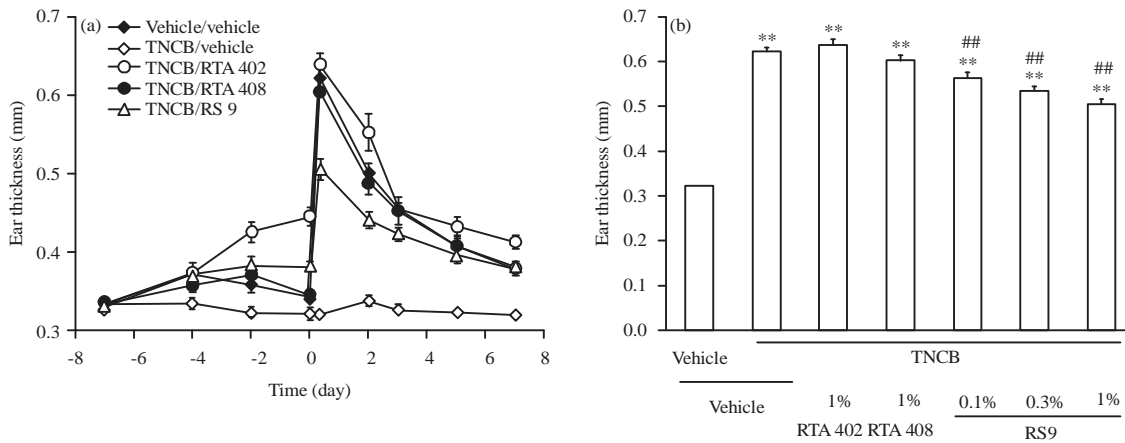 (a)
Vehicle/vehicle
TNCB/vehicle
TNCB/RTA 402
TNCB/RTA 408
TNCB/RS 9
Ear thickness (mm)
0.7
0.6
0.5
0.4
0.3
-8 -6 -4 -2 0 2 4 6 8
Time (day)
(b)
Ear thickness (mm)
0.7
0.6
0.5
0.4
0.3
0.2
0.1
0.0
** ** ** ## ** ## ** ## **
Vehicle TNCB
Vehicle 1% 1% 0.1% 0.3% 1%
RTA 402 RTA 408 RS9